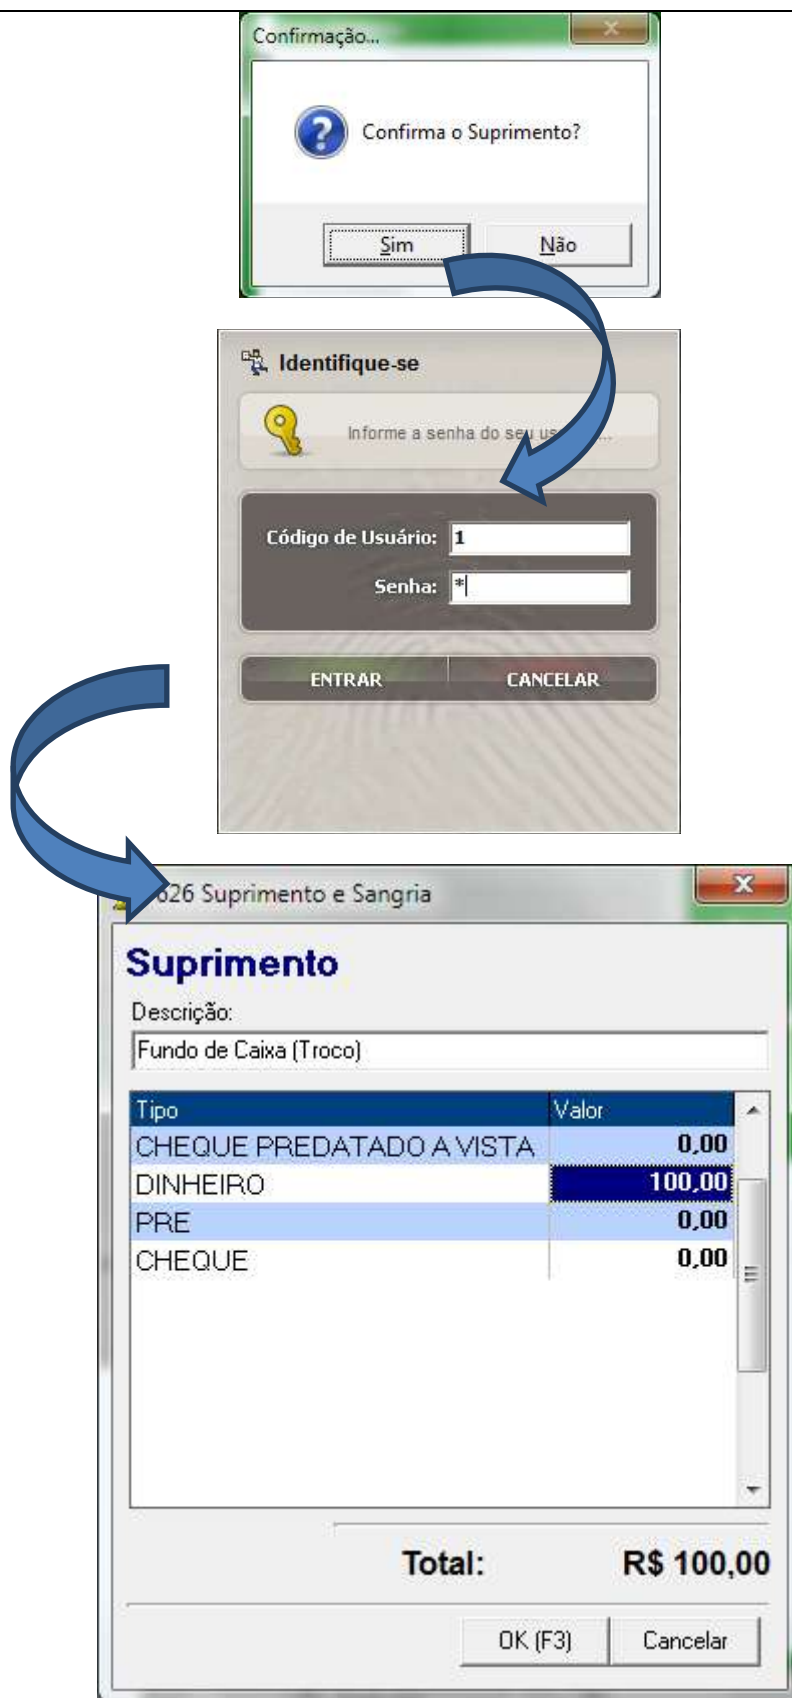 Confirmação...
Confirma o Suprimento?
Sim Não
Identifique-se
Informe a senha do seu
Código de Usuário: 1
Senha: *
ENTRAR CANCELAR
626 Suprimento e Sangria
Suprimento
Descrição:
Fundo de Caixa (Troco)
Tipo Valor
CHEQUE PREDATADO A VISTA 0,00
DINHEIRO 100,00
PRE 0,00
CHEQUE 0,00
Total: R$ 100,00
OK (F3) Cancelar